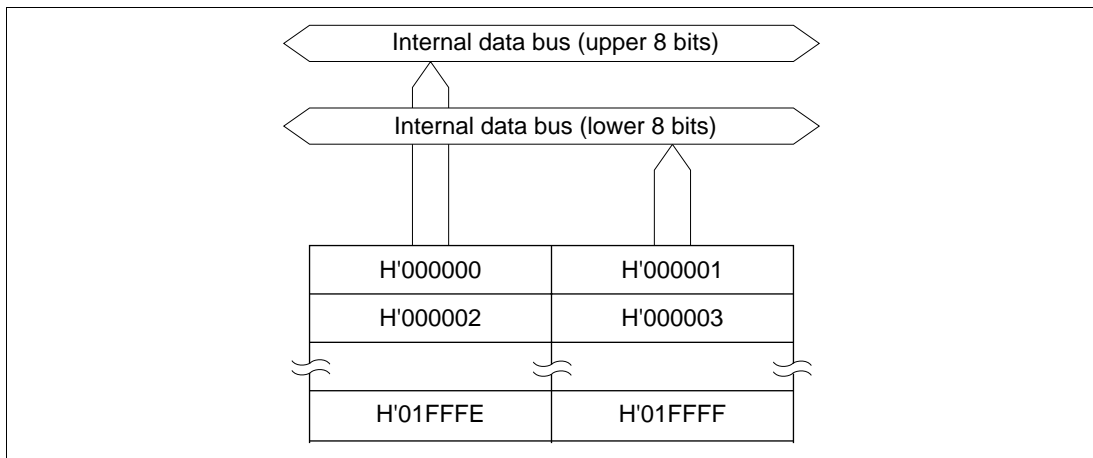 Internal data bus (upper 8 bits)
Internal data bus (lower 8 bits)
H'000000 H'000001
H'000002 H'000003
H'01FFFE H'01FFFF